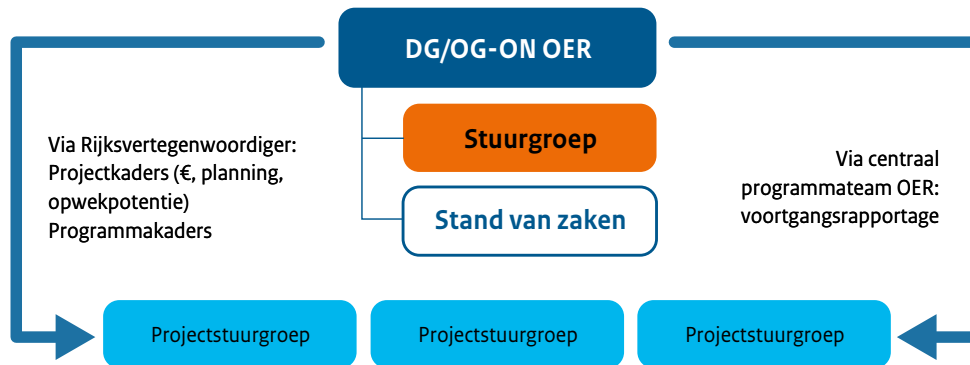 DG/OG-ON OER
Stuurgroep
Stand van zaken
Via Rijksvertegenwoordiger:
Projectkaders (€, planning,
opwekpotentie)
Programmakaders
Via centraal
programmateam OER:
voortgangsrapportage
Projectstuurgroep
Projectstuurgroep
Projectstuurgroep